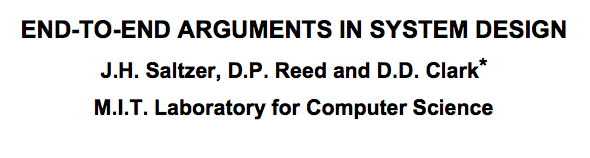 END-TO-END ARGUMENTS IN SYSTEM DESIGN
J.H. Saltzer, D.P. Reed and D.D. Clark*
M.I.T. Laboratory for Computer Science